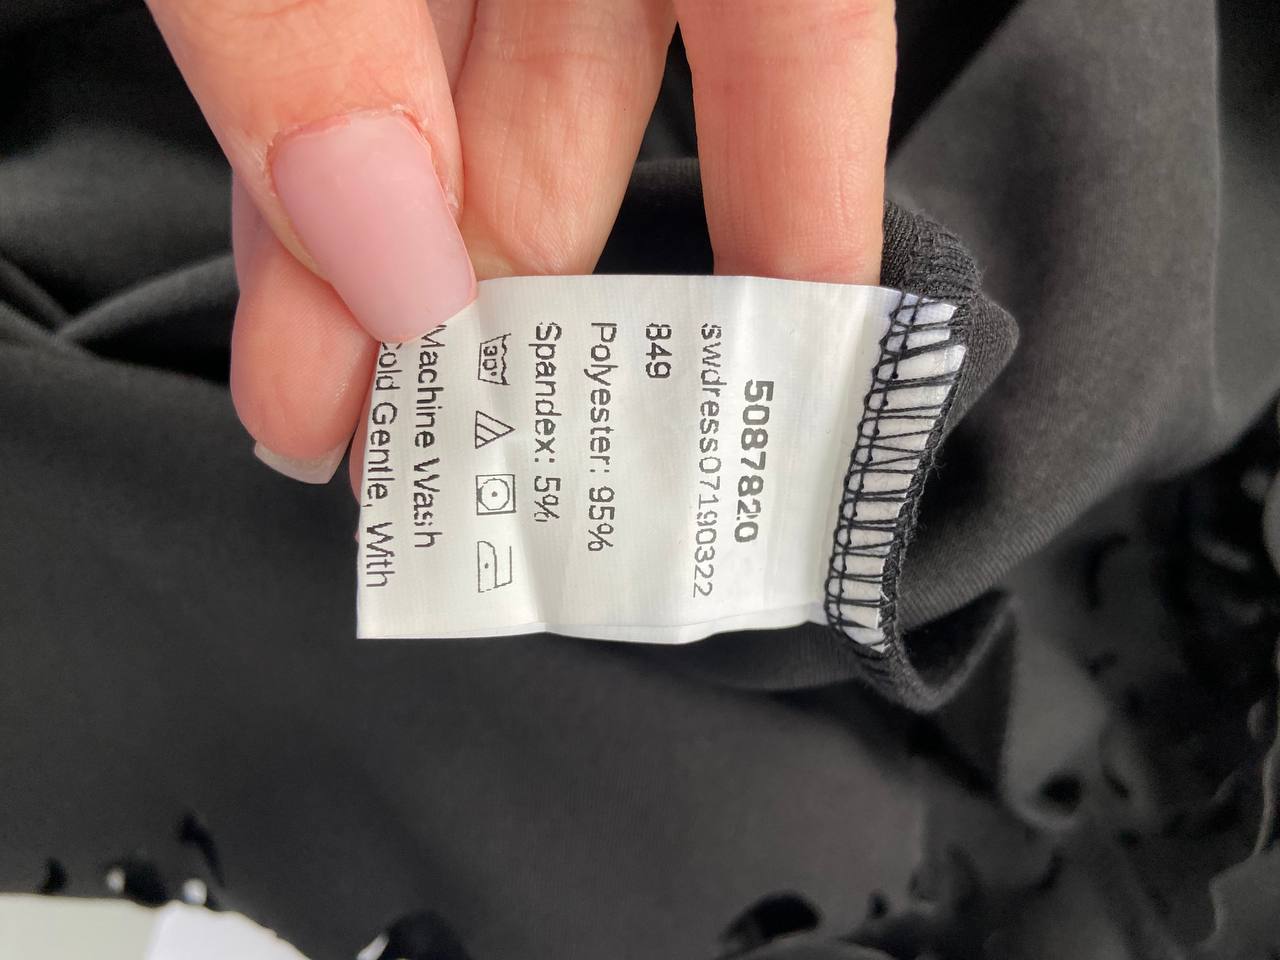 5087820
swdress07190322
849
Polyester: 95%
Spandex: 5%
30°
Machine Wash
Cold Gentle, With